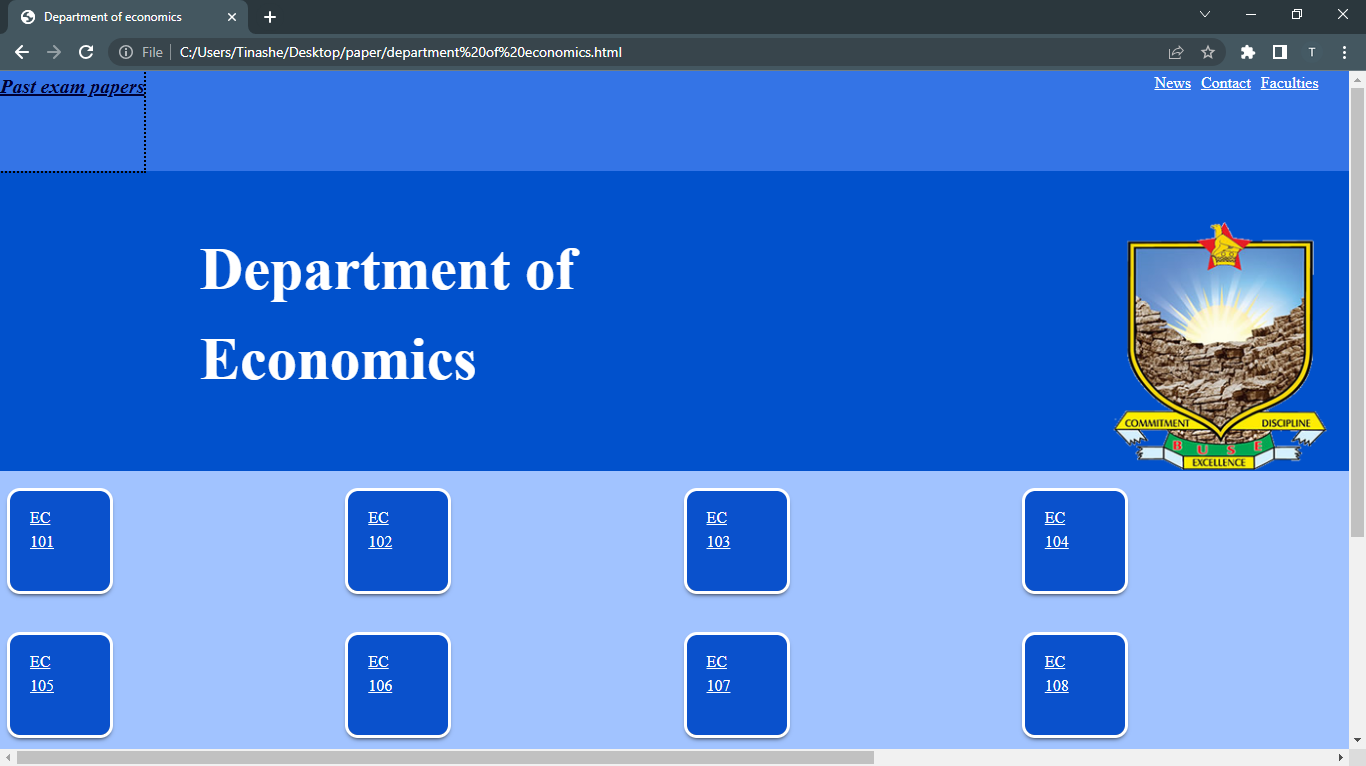 Department of economics
File C:/Users/Tinashe/Desktop/paper/department%20of%20economics.html
T
Past exam papers
News Contact Faculties
Department of
Economics
COMMITMENT DISCIPLINE
BUSE
EXCELLENCE
EC
101
EC
102
EC
103
EC
104
EC
105
EC
106
EC
107
EC
108